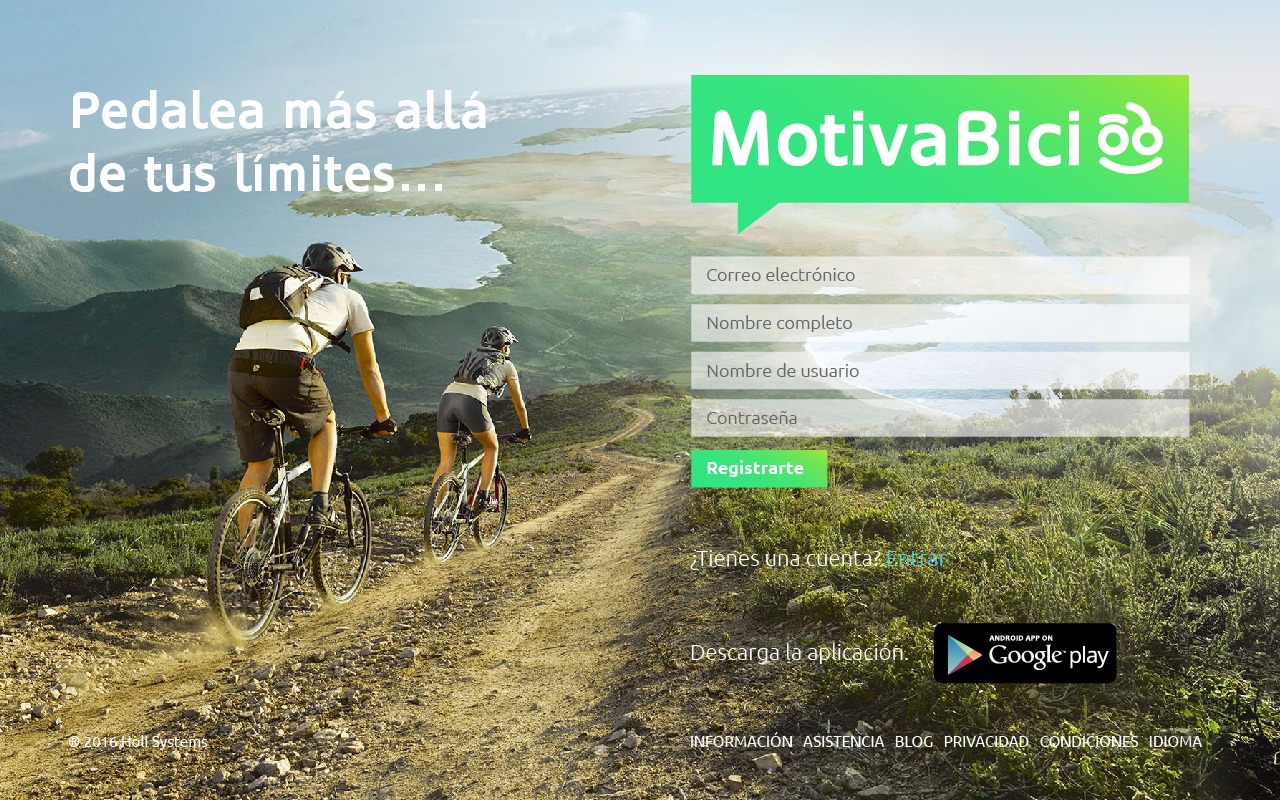 Pedalea más allá
de tus límites...
MotivaBici
Correo electrónico
Nombre completo
Nombre de usuario
Contraseña
Registrarte
¿Tienes una cuenta? Entrar
Descarga la aplicación.
ANDROID APP ON
Google play
® 2016 Holi Systems
INFORMACIÓN ASISTENCIA BLOG PRIVACIDAD CONDICIONES IDIOMA